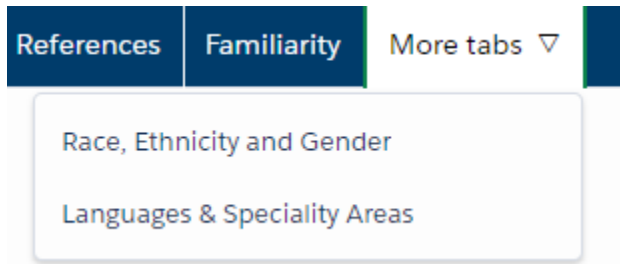 References Familiarity More tabs ▽
Race, Ethnicity and Gender
Languages & Speciality Areas